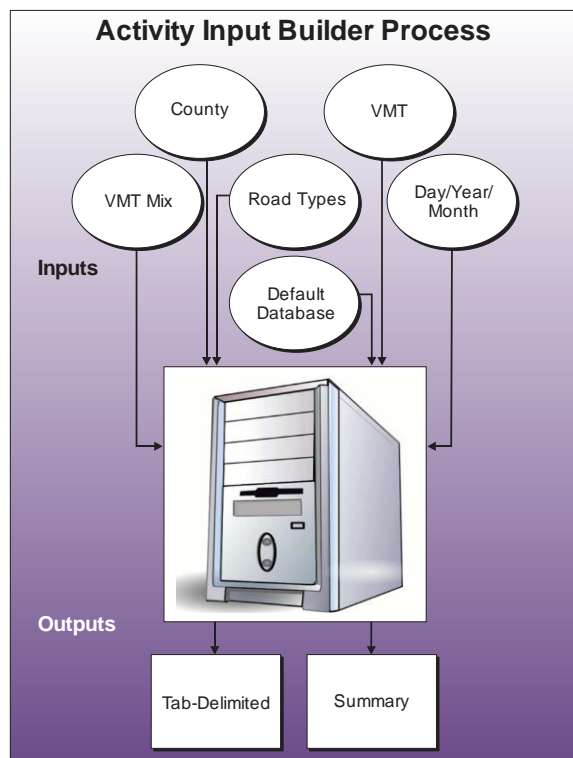 Activity Input Builder Process
County
VMT
VMT Mix
Road Types
Day/Year/
Month
Inputs
Default
Database
Outputs
Tab-Delimited
Summary